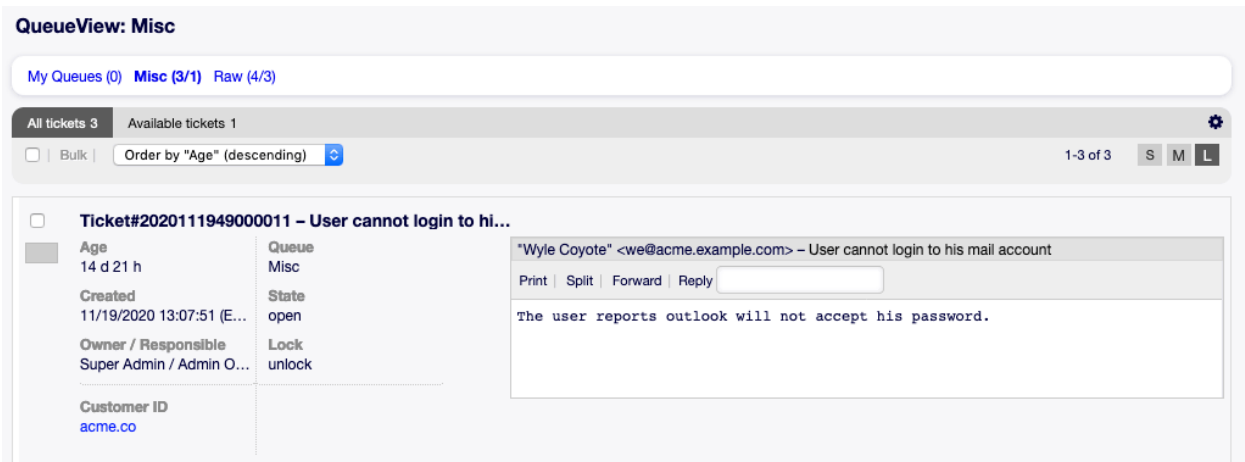 QueueView: Misc
My Queues (0) Misc (3/1) Raw (4/3)
All tickets 3 Available tickets 1
| Bulk | Order by "Age" (descending) 1-3 of 3 S M L
Ticket#2020111949000011 – User cannot login to hi...
Age Queue
14 d 21 h Misc
Created State
11/19/2020 13:07:51 (E... open
Owner / Responsible Lock
Super Admin / Admin O... unlock
Customer ID
acme.co
"Wyle Coyote" <we@acme.example.com> – User cannot login to his mail account
Print | Split | Forward | Reply
The user reports outlook will not accept his password.